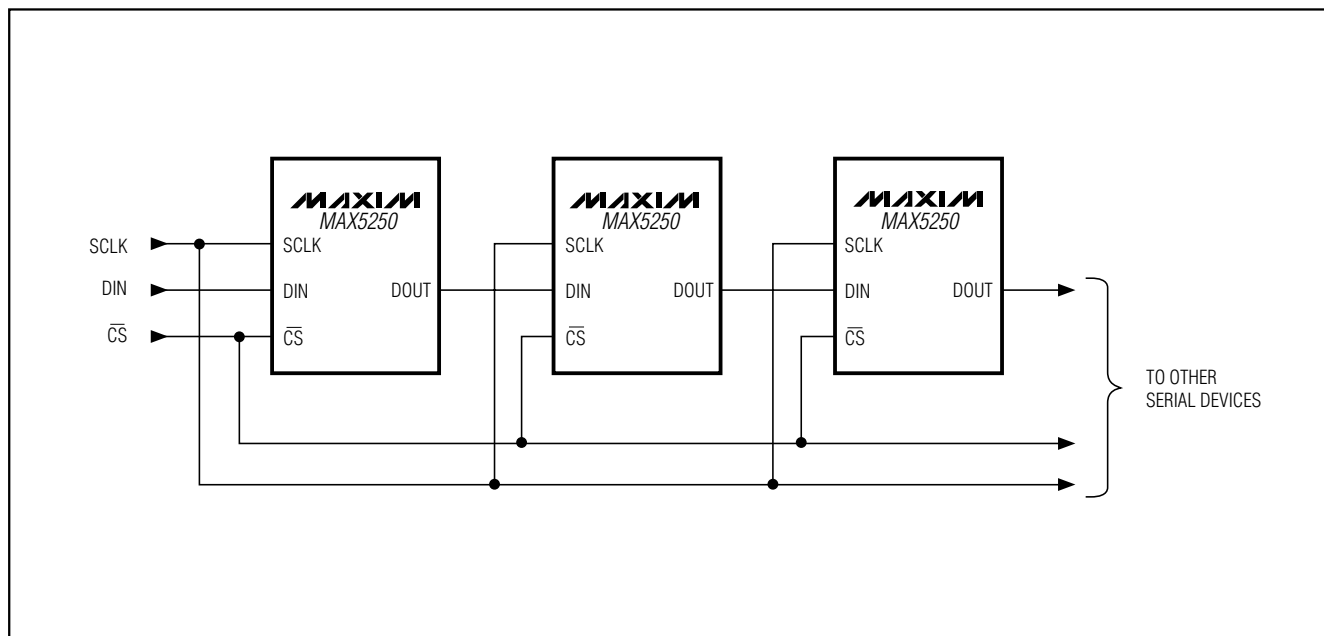 MAXIM
MAX5250
SCLK
DIN
DOUT
CS
MAXIM
MAX5250
SCLK
DIN
DOUT
CS
MAXIM
MAX5250
SCLK
DIN
DOUT
CS
SCLK
DIN
CS
TO OTHER
SERIAL DEVICES